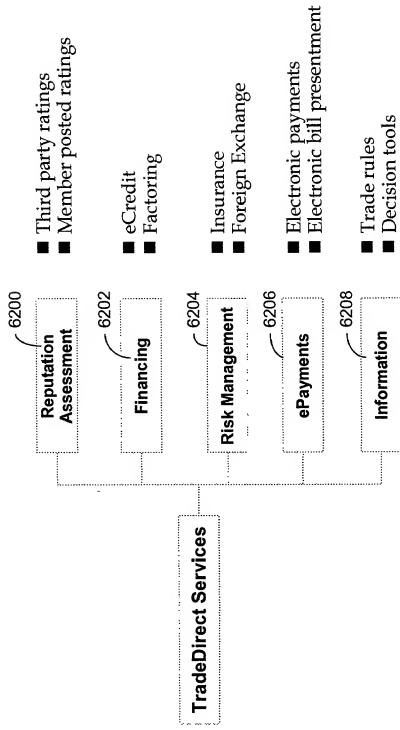 TradeDirect Services
6200
Reputation
Assessment
■ Third party ratings
■ Member posted ratings
6202
Financing
■ eCredit
■ Factoring
6204
Risk Management
■ Insurance
■ Foreign Exchange
6206
ePayments
■ Electronic payments
■ Electronic bill presentment
6208
Information
■ Trade rules
■ Decision tools